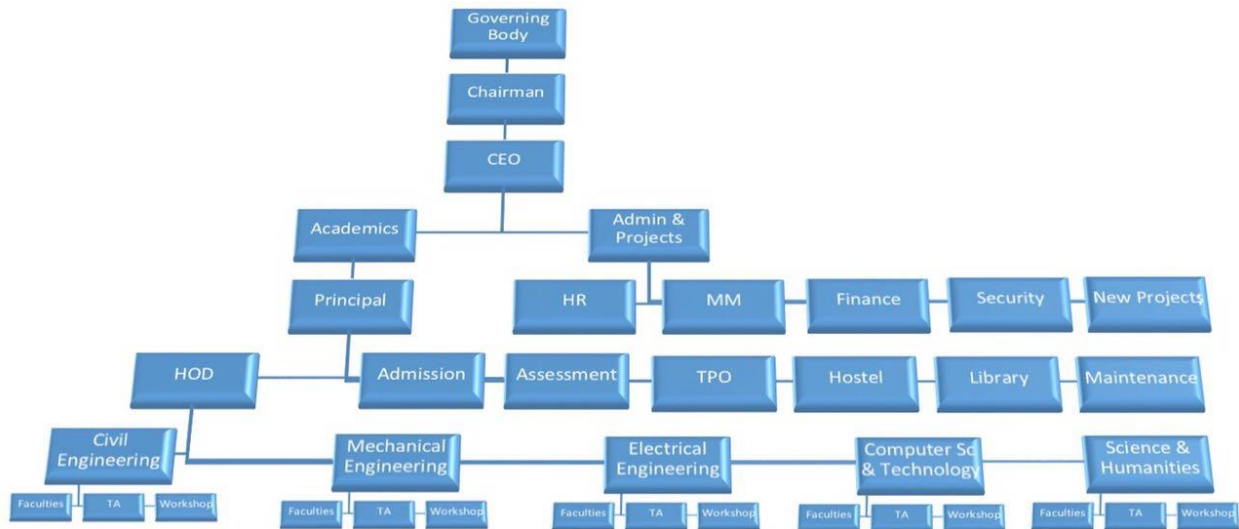 Governing
Body
Chairman
CEO
Academics
Admin &
Projects
Principal
HR
MM
Finance
Security
New Projects
HOD
Admission
Assessment
TPO
Hostel
Library
Maintenance
Civil
Engineering
Mechanical
Engineering
Electrical
Engineering
Computer Sc
& Technology
Science &
Humanities
Faculties
TA
Workshop
Faculties
TA
Workshop
Faculties
TA
Workshop
Faculties
TA
Workshop
Faculties
TA
Workshop